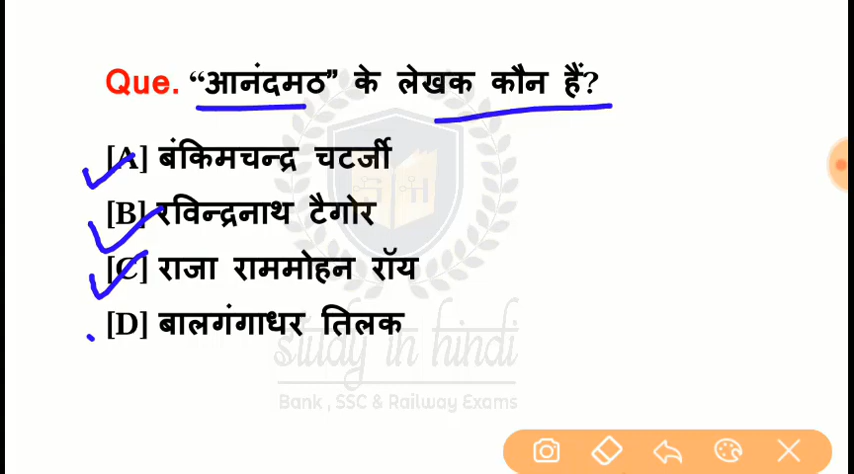 Que. “आनंदमठ” के लेखक कौन हैं?
[A] बंकिमचन्द्र चटर्जी
[B] रविन्द्रनाथ टैगोर
[C] राजा राममोहन रॉय
[D] बालगंगाधर तिलक
study in hindi
Bank , SSC & Railway Exams